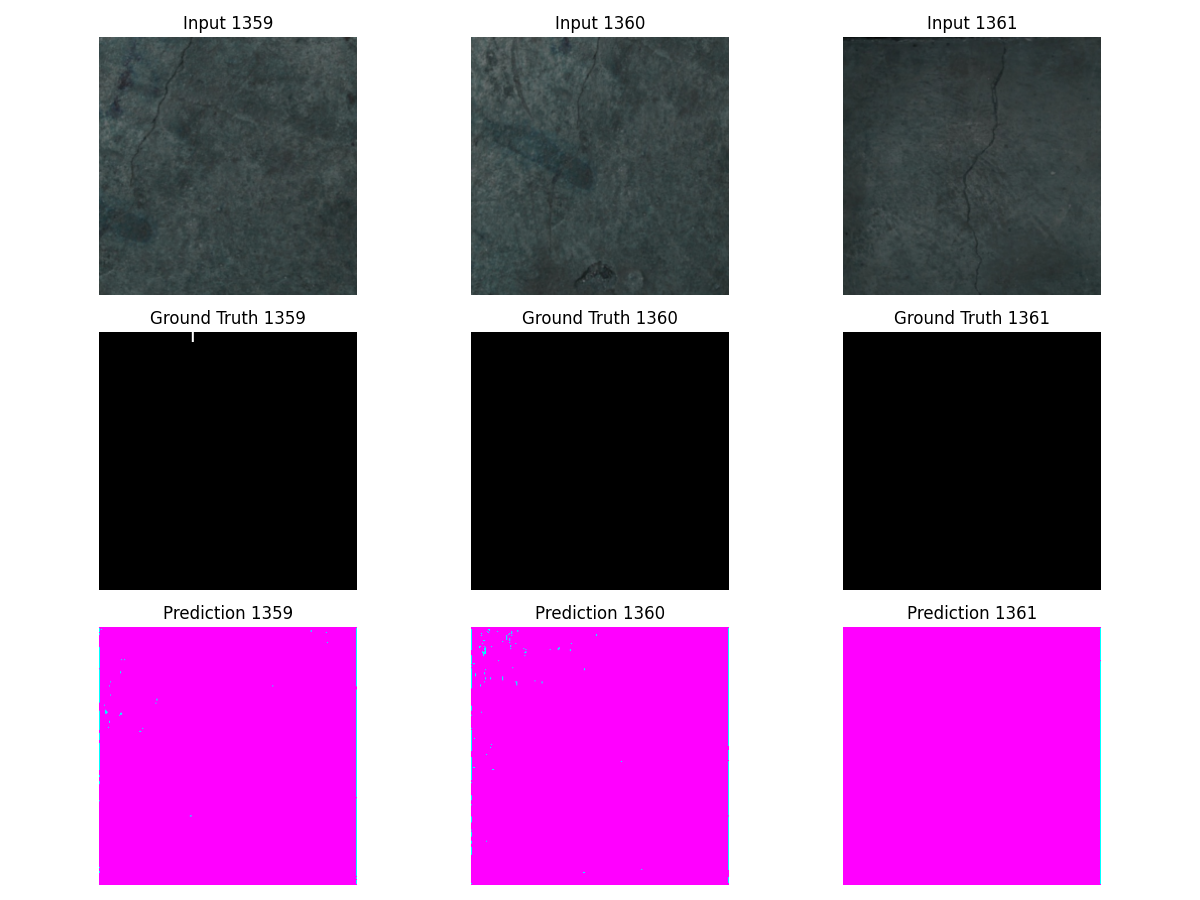 Input 1359
Input 1360
Input 1361
Ground Truth 1359
Ground Truth 1360
Ground Truth 1361
Prediction 1359
Prediction 1360
Prediction 1361